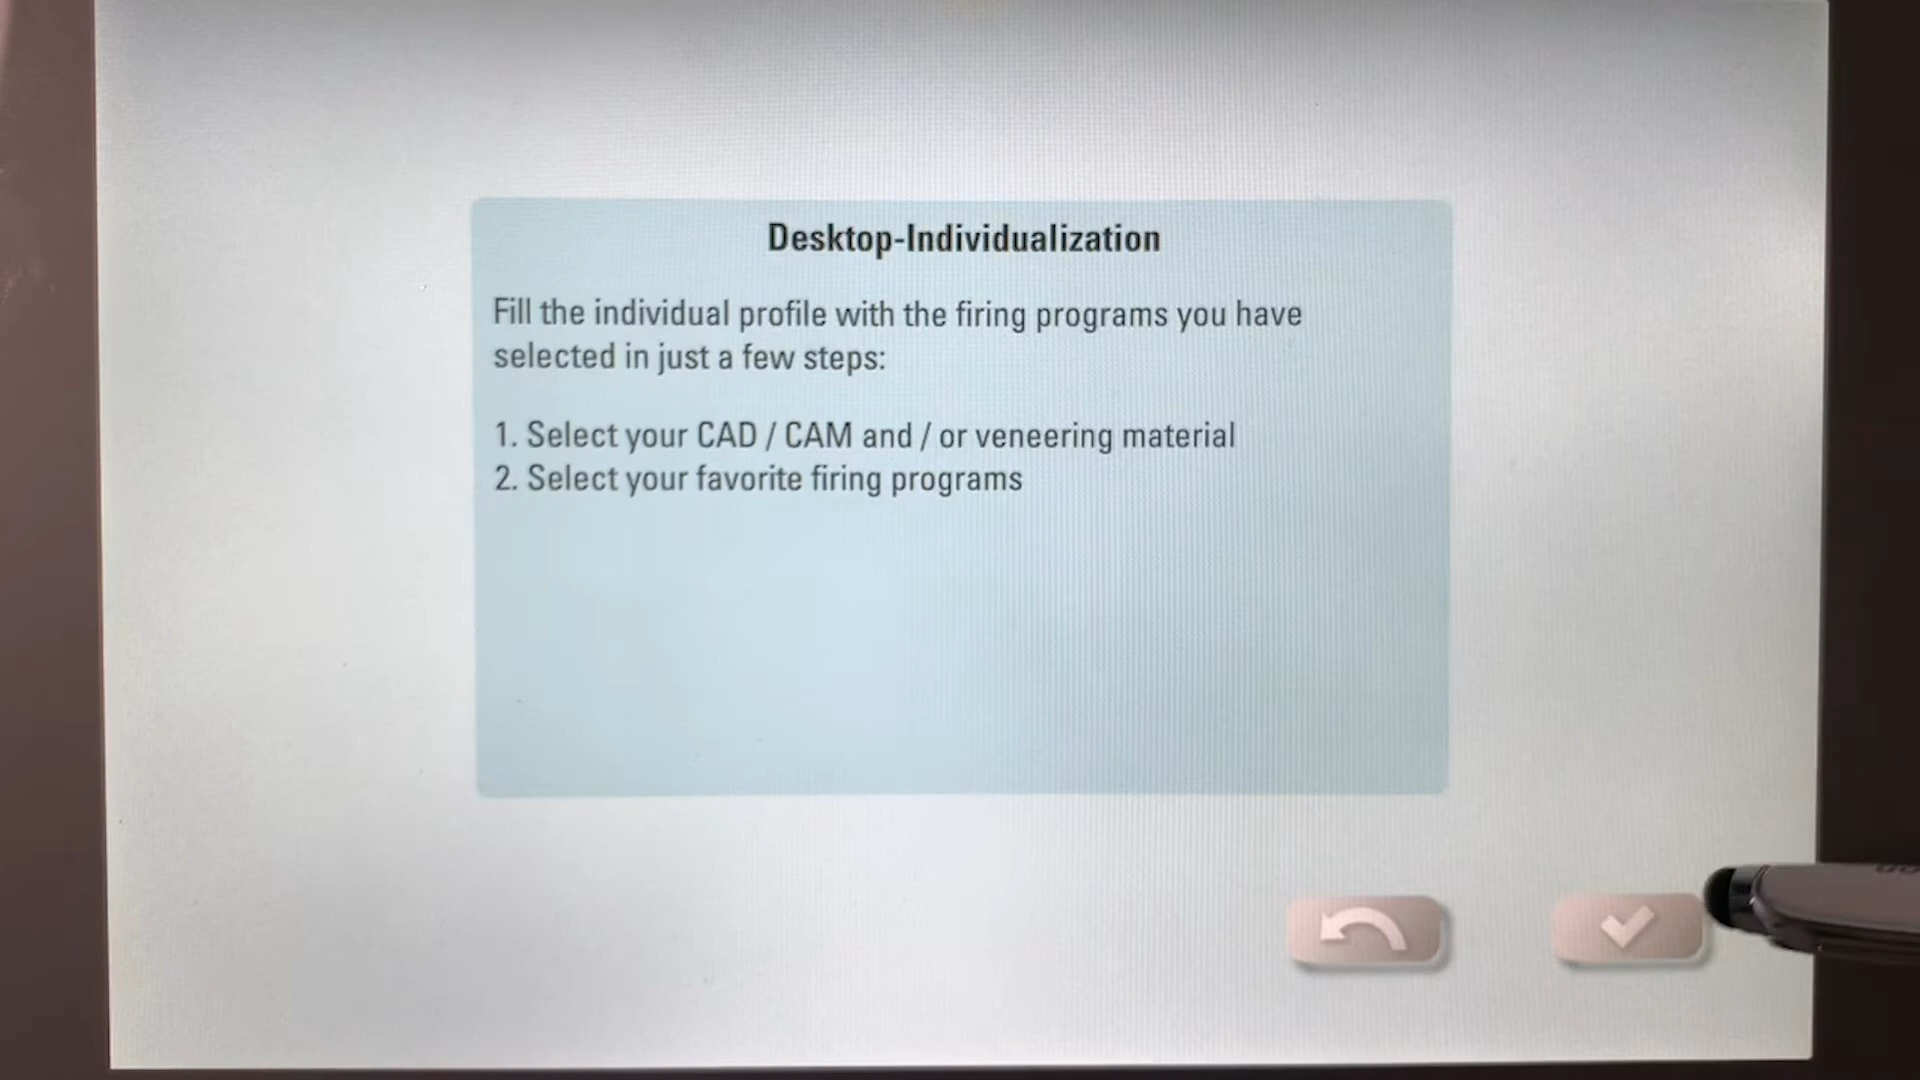 Desktop-Individualization
Fill the individual profile with the firing programs you have
selected in just a few steps:
1. Select your CAD / CAM and / or veneering material
2. Select your favorite firing programs